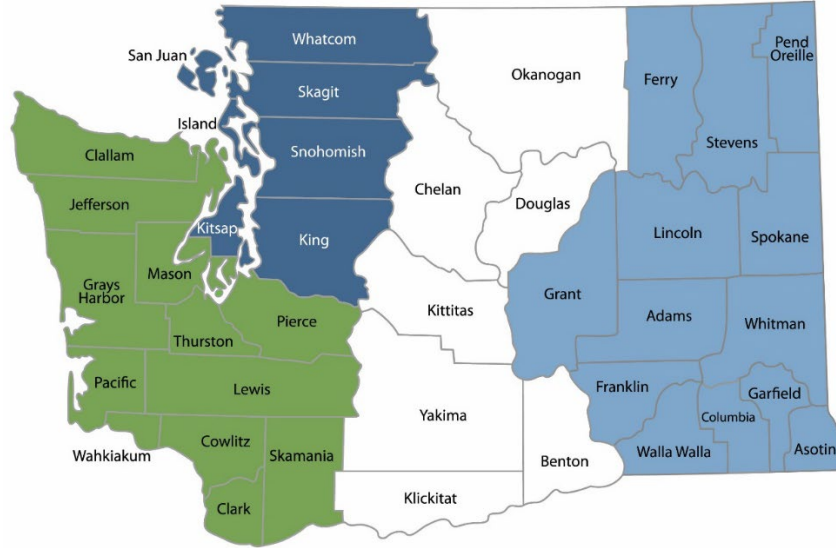 Whatcom
San Juan
Okanogan
Pend
Oreille
Ferry
Skagit
Island
Stevens
Snohomish
Clallam
Chelan
Douglas
Jefferson
Kitsap
King
Lincoln
Spokane
Mason
Grays
Harbor
Grant
Kittitas
Adams
Whitman
Pierce
Thurston
Pacific
Lewis
Franklin
Garfield
Yakima
Columbia
Cowlitz
Wahkiakum
Skamania
Walla Walla
Asotin
Benton
Klickitat
Clark